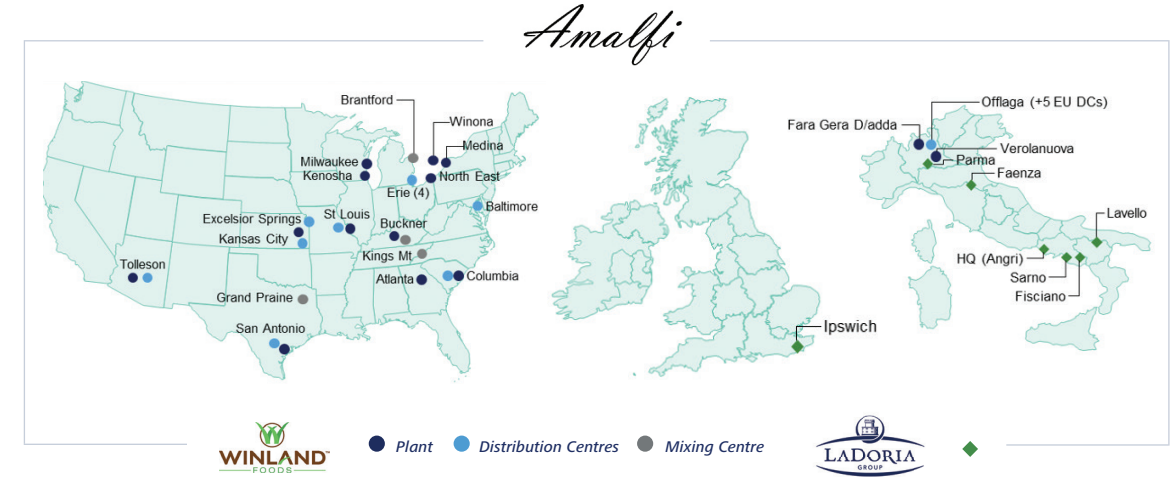 Amalfi
Brantford
Winona
Medina
Milwaukee
Kenosha
North East
Erie (4)
Baltimore
Excelsior Springs
St Louis
Buckner
Kansas City
Kings Mt
Tolleson
Atlanta
Columbia
Grand Praine
San Antonio
Ipswich
Offlaga (+5 EU DCs)
Fara Gera D/adda
Verolanuova
Parma
Faenza
Lavello
HQ (Angri)
Sarno
Fisciano
WINLAND™
FOODS
Plant
Distribution Centres
Mixing Centre
LADORIA
GROUP